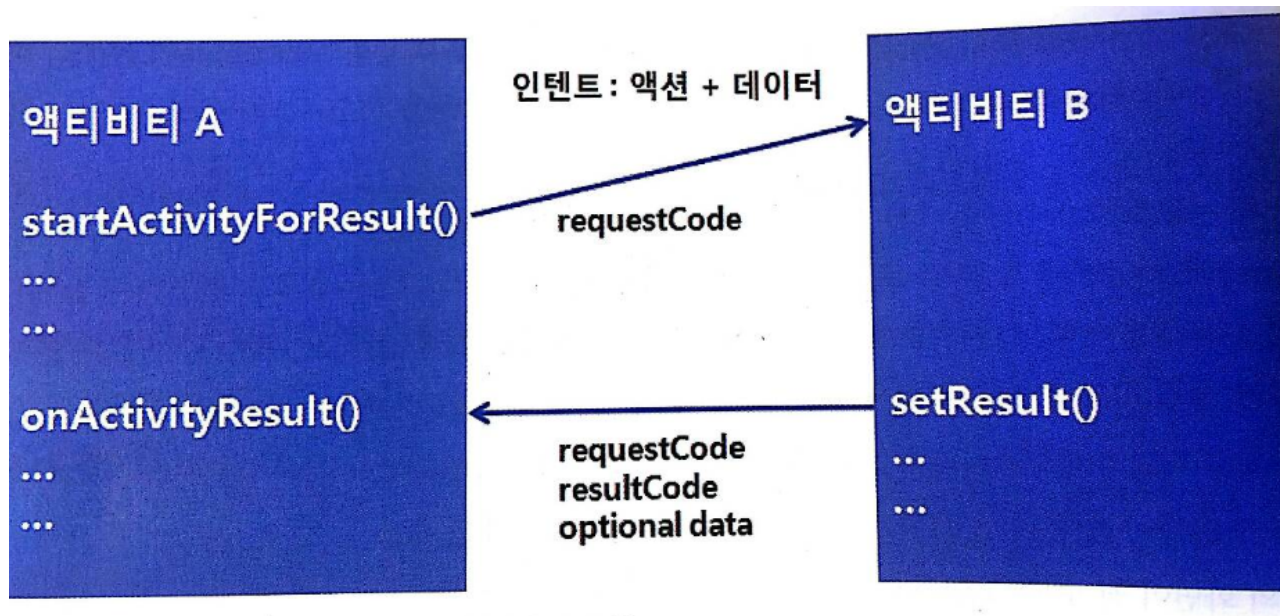 액티비티 A
startActivityForResult()
...
...
onActivityResult()
...
...
인텐트: 액션 + 데이터
requestCode
requestCode
resultCode
optional data
액티비티 B
setResult()
...
...